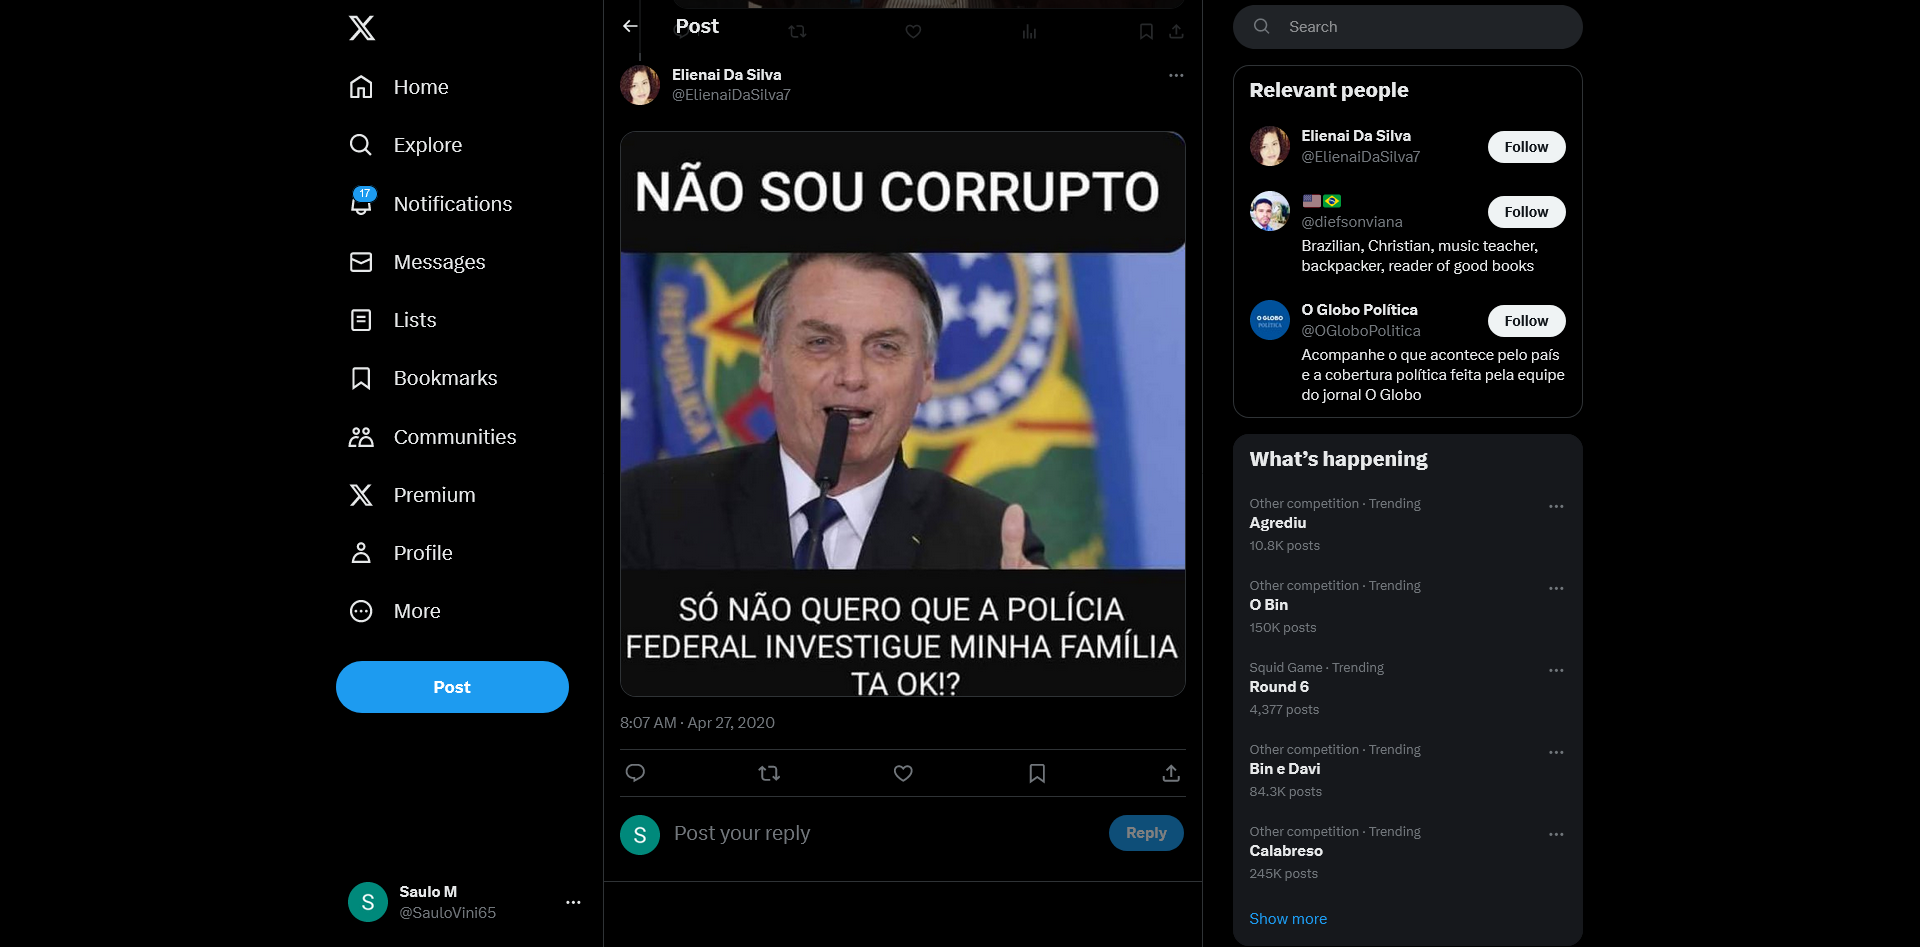 Home
Explore
17
Notifications
Messages
Lists
Bookmarks
Communities
Premium
Profile
More
Post
S
Saulo M
@SauloVini65
Post
Elienai Da Silva
@ElienaiDaSilva7
NÃO SOU CORRUPTO
REPÚBLICA
SÓ NÃO QUERO QUE A POLÍCIA
FEDERAL INVESTIGUE MINHA FAMÍLIA
TA OK!?
8:07 AM · Apr 27, 2020
S
Post your reply
Reply
Search
Relevant people
Elienai Da Silva
@ElienaiDaSilva7
Follow
@diefsonviana
Follow
Brazilian, Christian, music teacher,
backpacker, reader of good books
O GLOBO
POLÍTICA
O Globo Política
@OGloboPolitica
Follow
Acompanhe o que acontece pelo país
e a cobertura política feita pela equipe
do jornal O Globo
What’s happening
Other competition · Trending
Agrediu
10.8K posts
Other competition · Trending
O Bin
150K posts
Squid Game · Trending
Round 6
4,377 posts
Other competition · Trending
Bin e Davi
84.3K posts
Other competition · Trending
Calabreso
245K posts
Show more